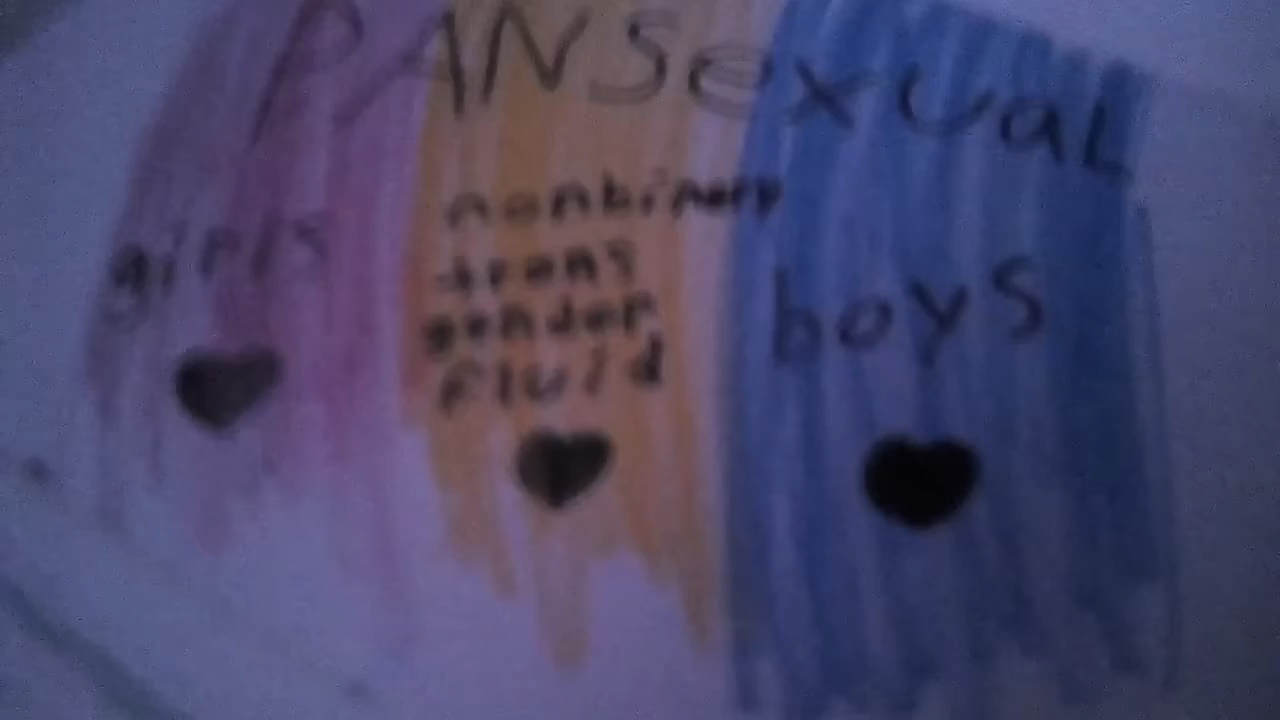 PANSexUaL
nonbinary
girls
trans
boys
gender
fluid